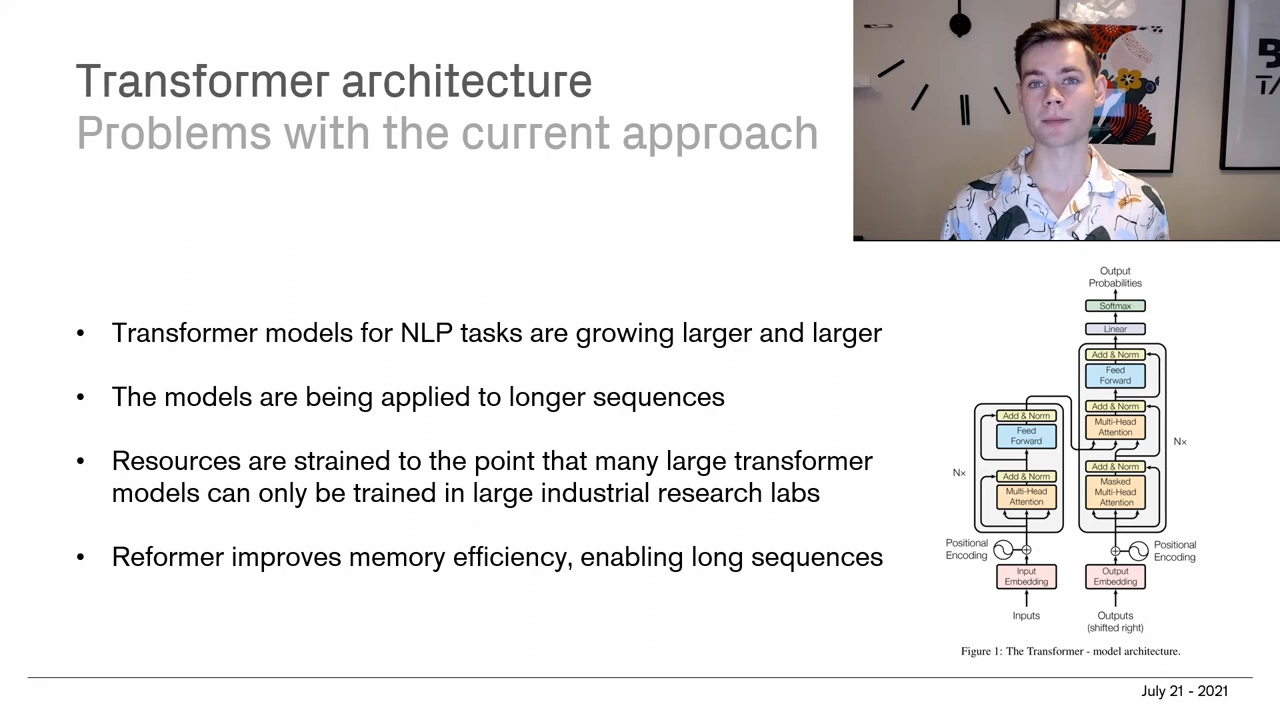 Transformer architecture
Problems with the current approach
• Transformer models for NLP tasks are growing larger and larger
• The models are being applied to longer sequences
• Resources are strained to the point that many large transformer
models can only be trained in large industrial research labs
• Reformer improves memory efficiency, enabling long sequences
Output
Probabilities
Softmax
Linear
Add & Norm
Feed
Forward
Add & Norm
Multi-Head
Attention
Add & Norm
Masked
Multi-Head
Attention
Nx
Add & Norm
Feed
Forward
Add & Norm
Multi-Head
Attention
Nx
Positional
Encoding
Positional
Encoding
Input
Embedding
Output
Embedding
Inputs
Outputs
(shifted right)
Figure 1: The Transformer - model architecture.
July 21 - 2021